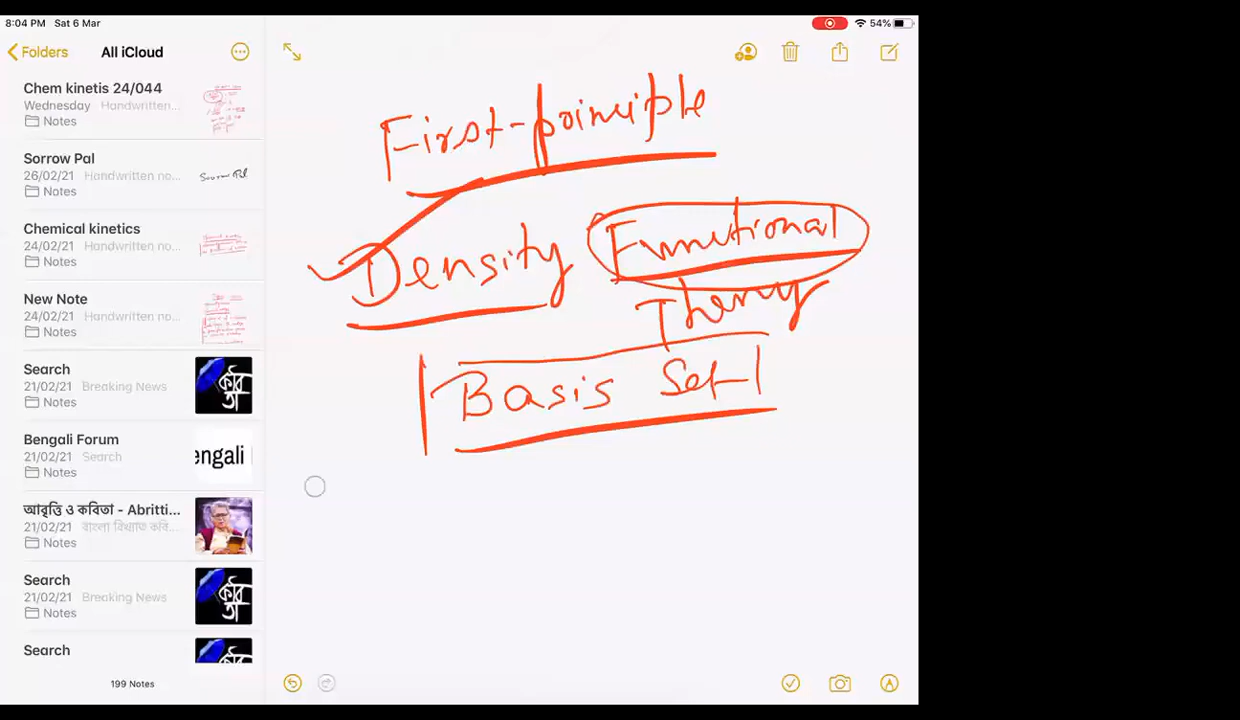 8:04 PM Sat 6 Mar
54%
Folders
All iCloud
Chem kinetis 24/044
Wednesday Handwritten...
Notes
Sorrow Pal
26/02/21 Handwritten no...
Notes
Sorrow Pal
Chemical kinetics
24/02/21 Handwritten no...
Notes
New Note
24/02/21 Handwritten no...
Notes
Search
21/02/21 Breaking News
Notes
Bengali Forum
21/02/21 Search
Notes
engali
আবৃত্তি ও কবিতা - Abritti...
21/02/21 বাংলা বিখ্যাত কবি...
Notes
Search
21/02/21 Breaking News
Notes
Search
199 Notes
First-principle
Density Functional
Theory
Basis Set